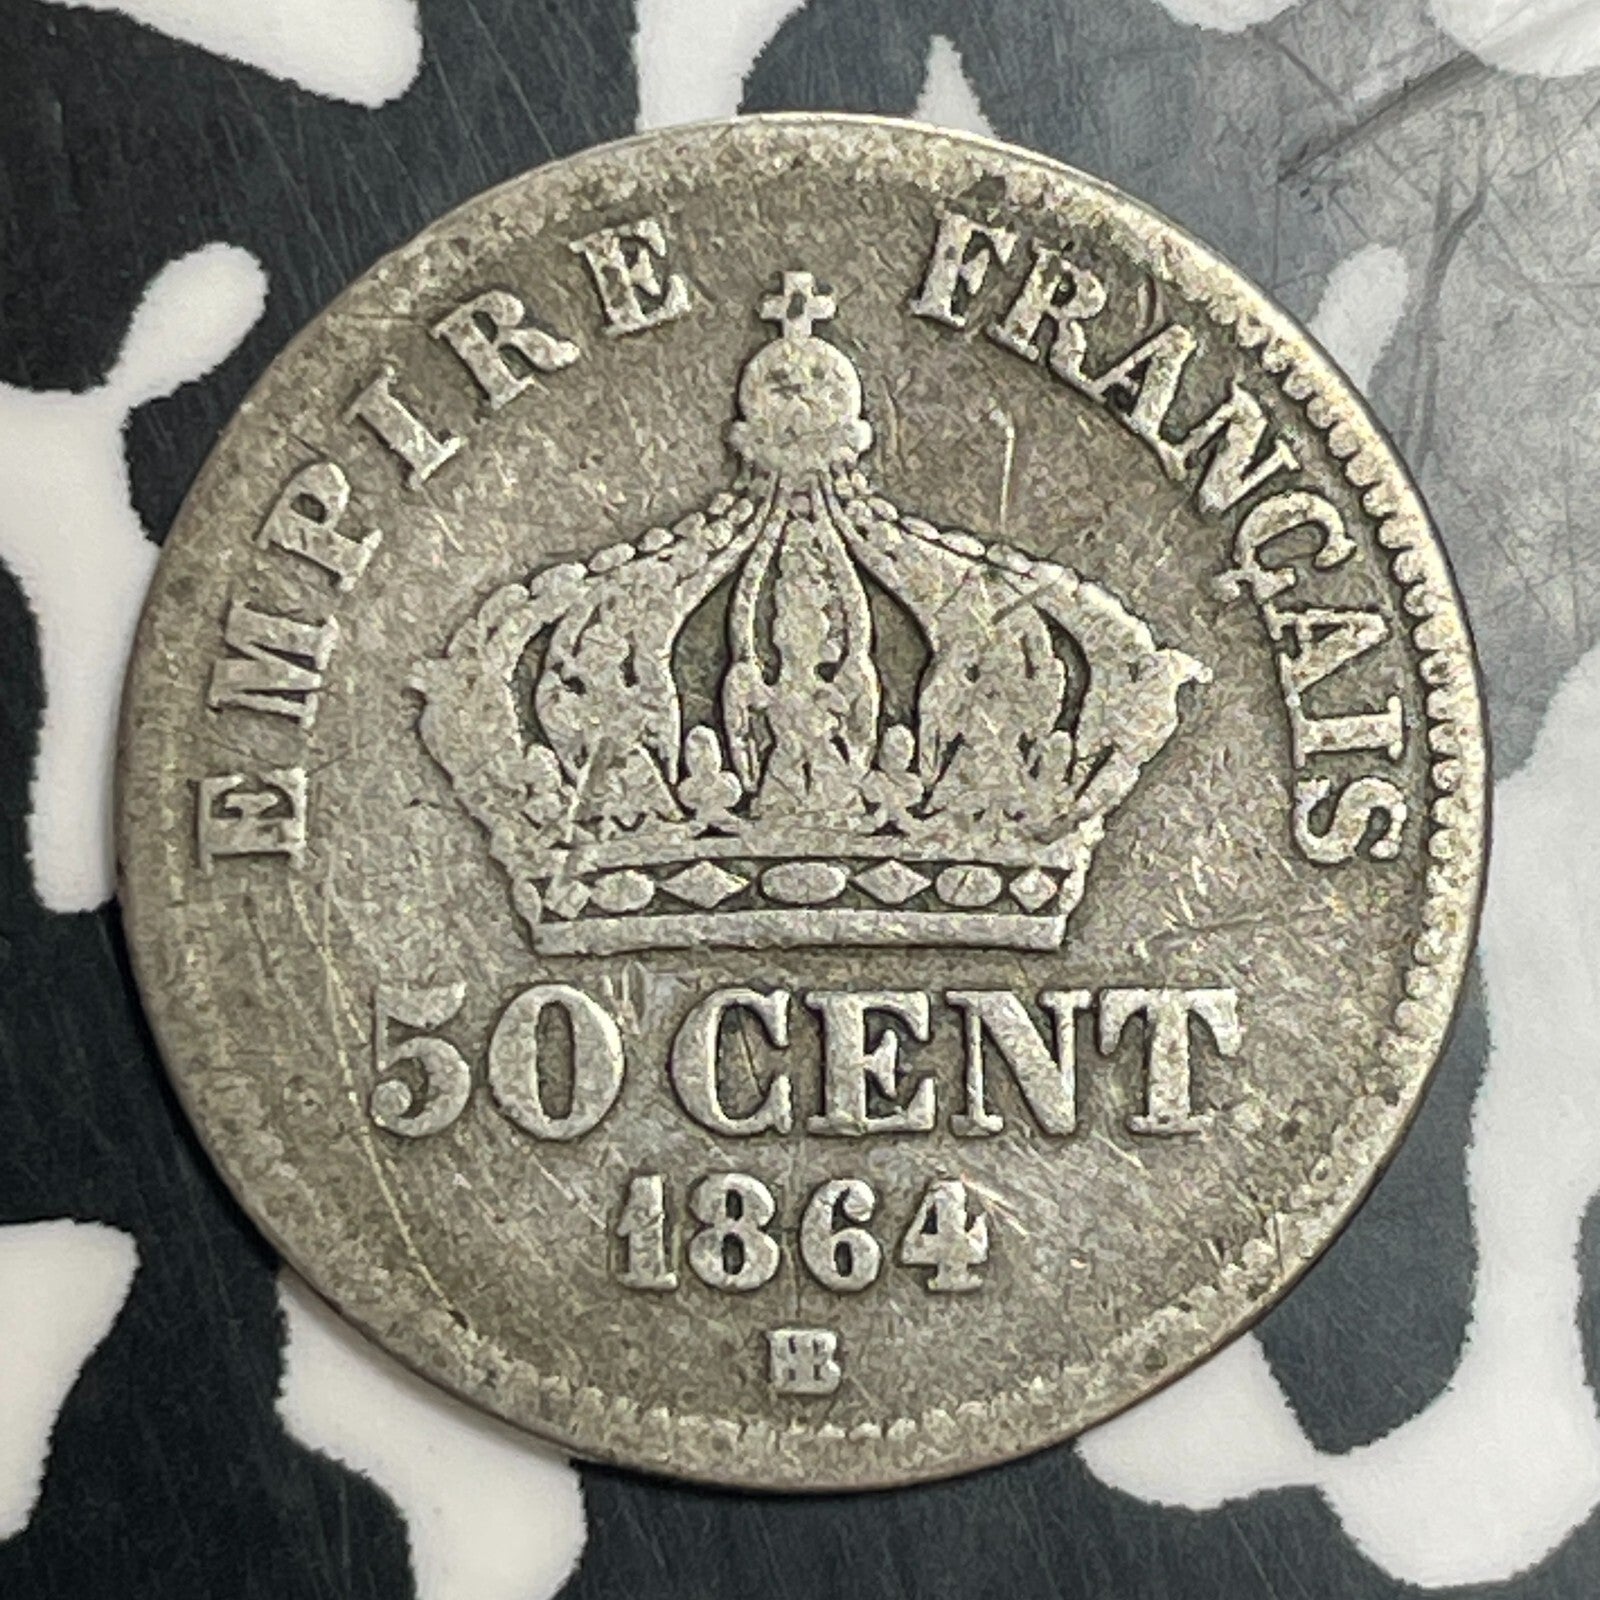 EMPIRE FRANÇAIS
50 CENT
1864
BB